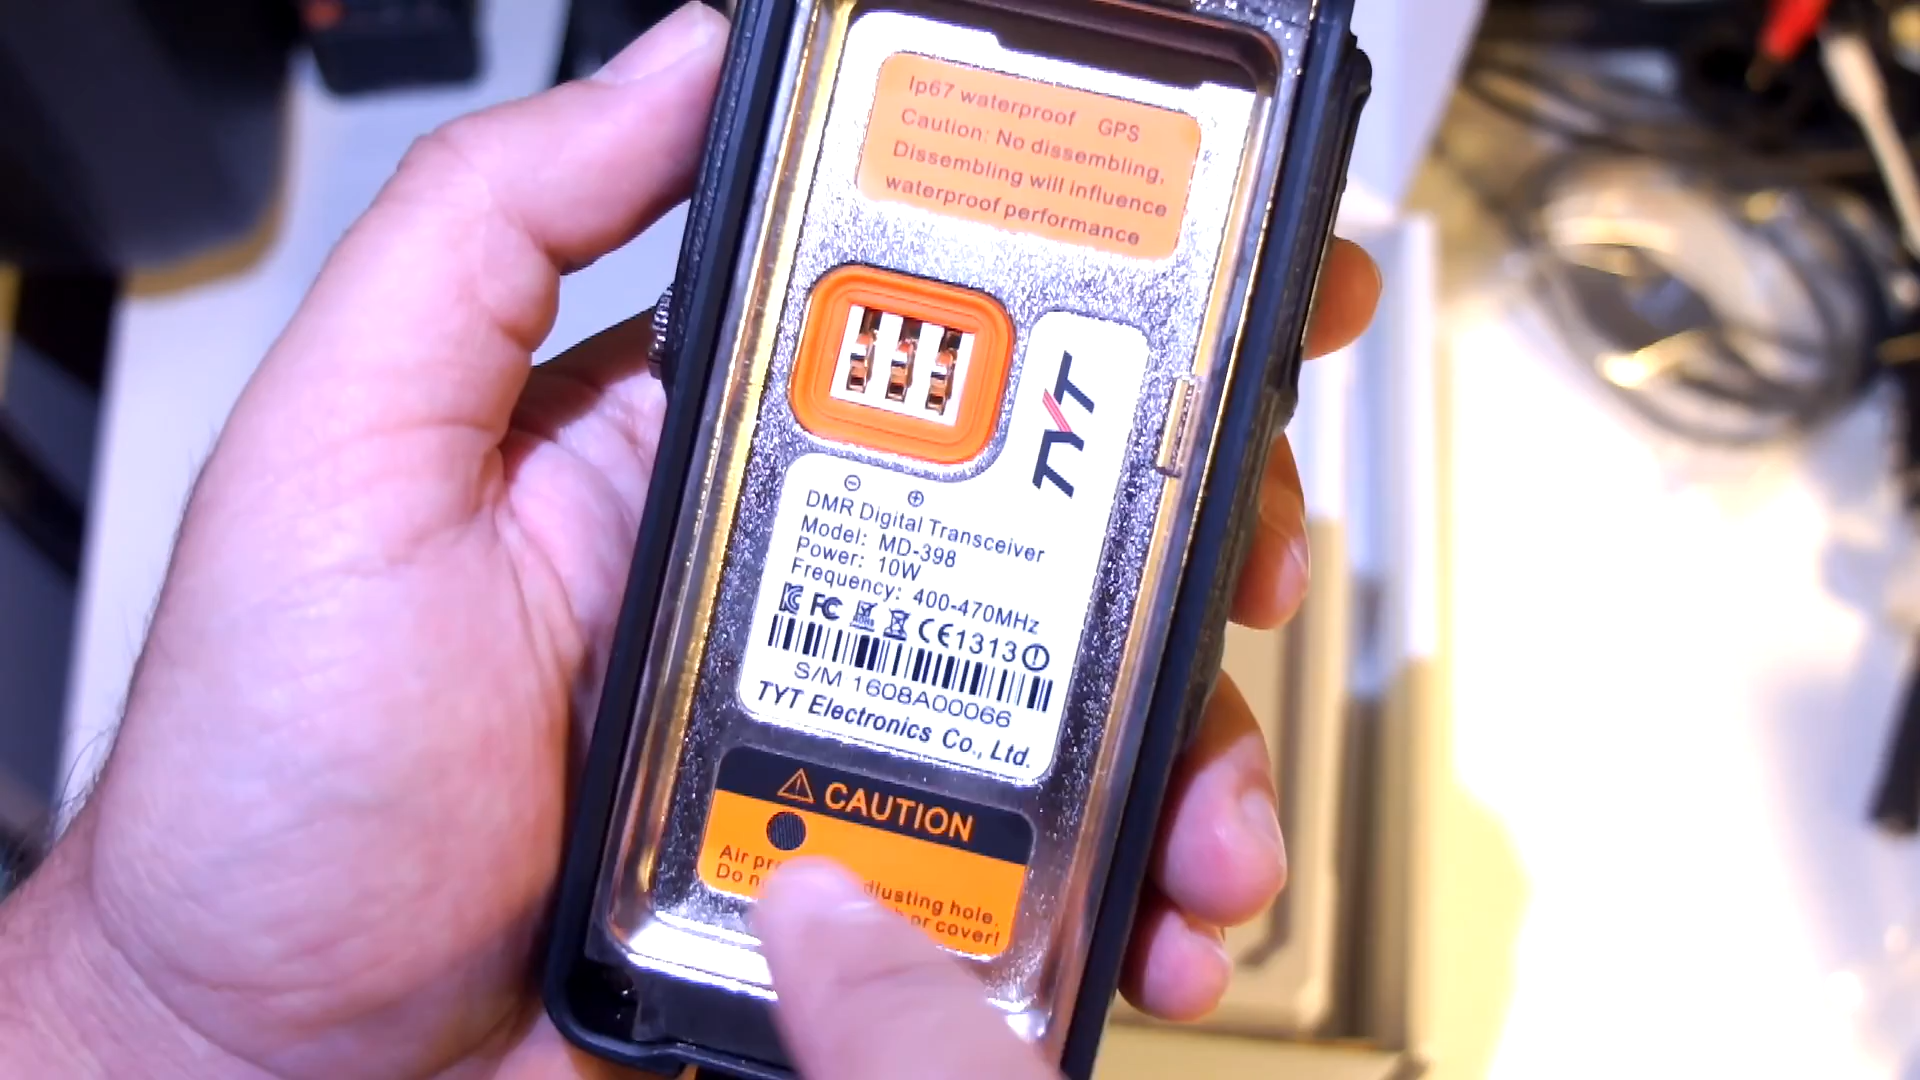 Ip67 waterproof GPS
Caution: No dissembling,
Dissembling will influence
waterproof performance
TYT
DMR Digital Transceiver
Model: MD-398
Power: 10W
Frequency: 400-470MHz
FC CE1313
S/M 1608A00066
TYT Electronics Co., Ltd.
CAUTION
Air hole.
Do or cover!